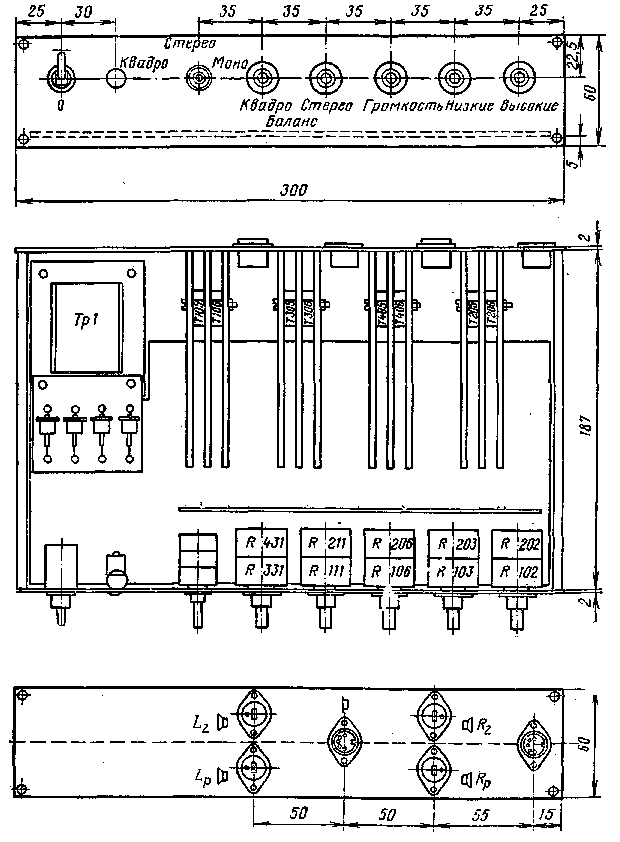 25 30 35 35 35 35 35 25
Стерео
Квадро Моно
22,5
60
0 Квадро Стерео Громкость Низкие Высокие
Баланс
5
300
2
Тр1
187
R 431 R 211 R 206 R 203 R 202
R 331 R 111 R 106 R 103 R 102
2
Lz Rz
Lp Rp
60
50 50 55 15